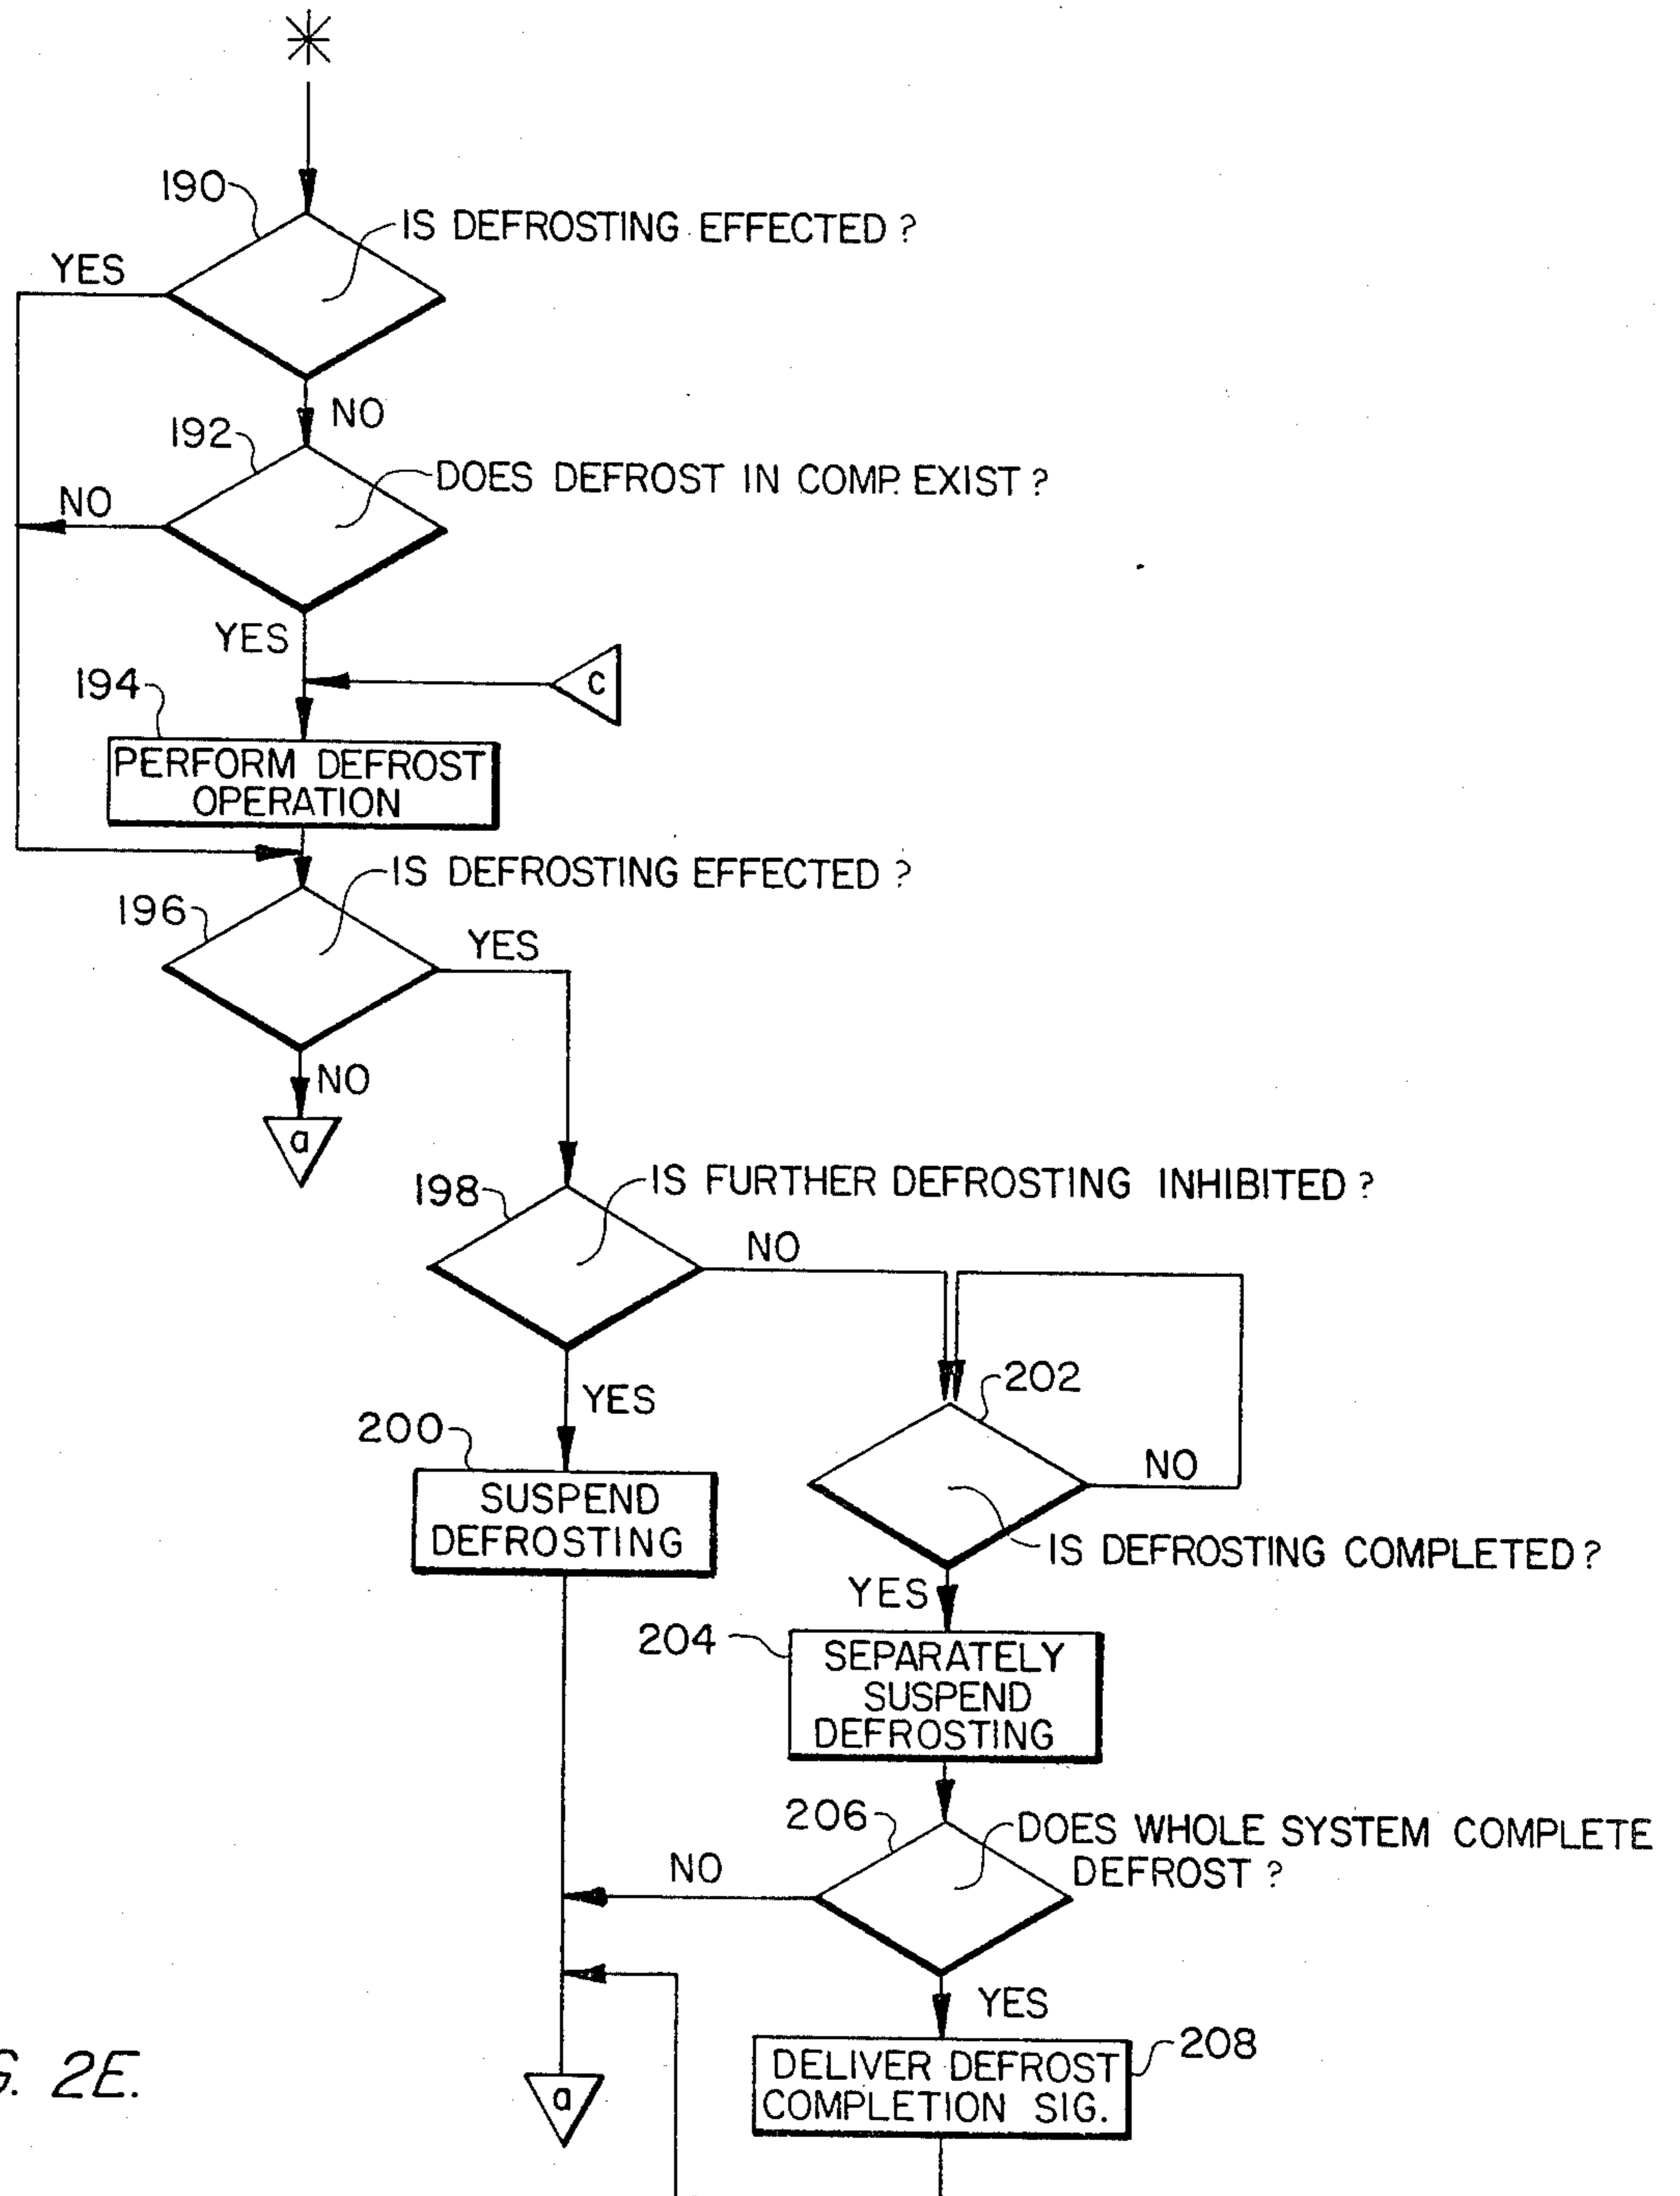 190
IS DEFROSTING EFFECTED ?
YES
NO
192
DOES DEFROST IN COMP. EXIST ?
NO
YES
C
194
PERFORM DEFROST
OPERATION
IS DEFROSTING EFFECTED ?
196
YES
NO
a
198
IS FURTHER DEFROSTING INHIBITED ?
NO
YES
202
200
SUSPEND
DEFROSTING
NO
IS DEFROSTING COMPLETED ?
YES
204
SEPARATELY
SUSPEND
DEFROSTING
206
DOES WHOLE SYSTEM COMPLETE
DEFROST ?
NO
YES
208
DELIVER DEFROST
COMPLETION SIG.
a
G. 2E.